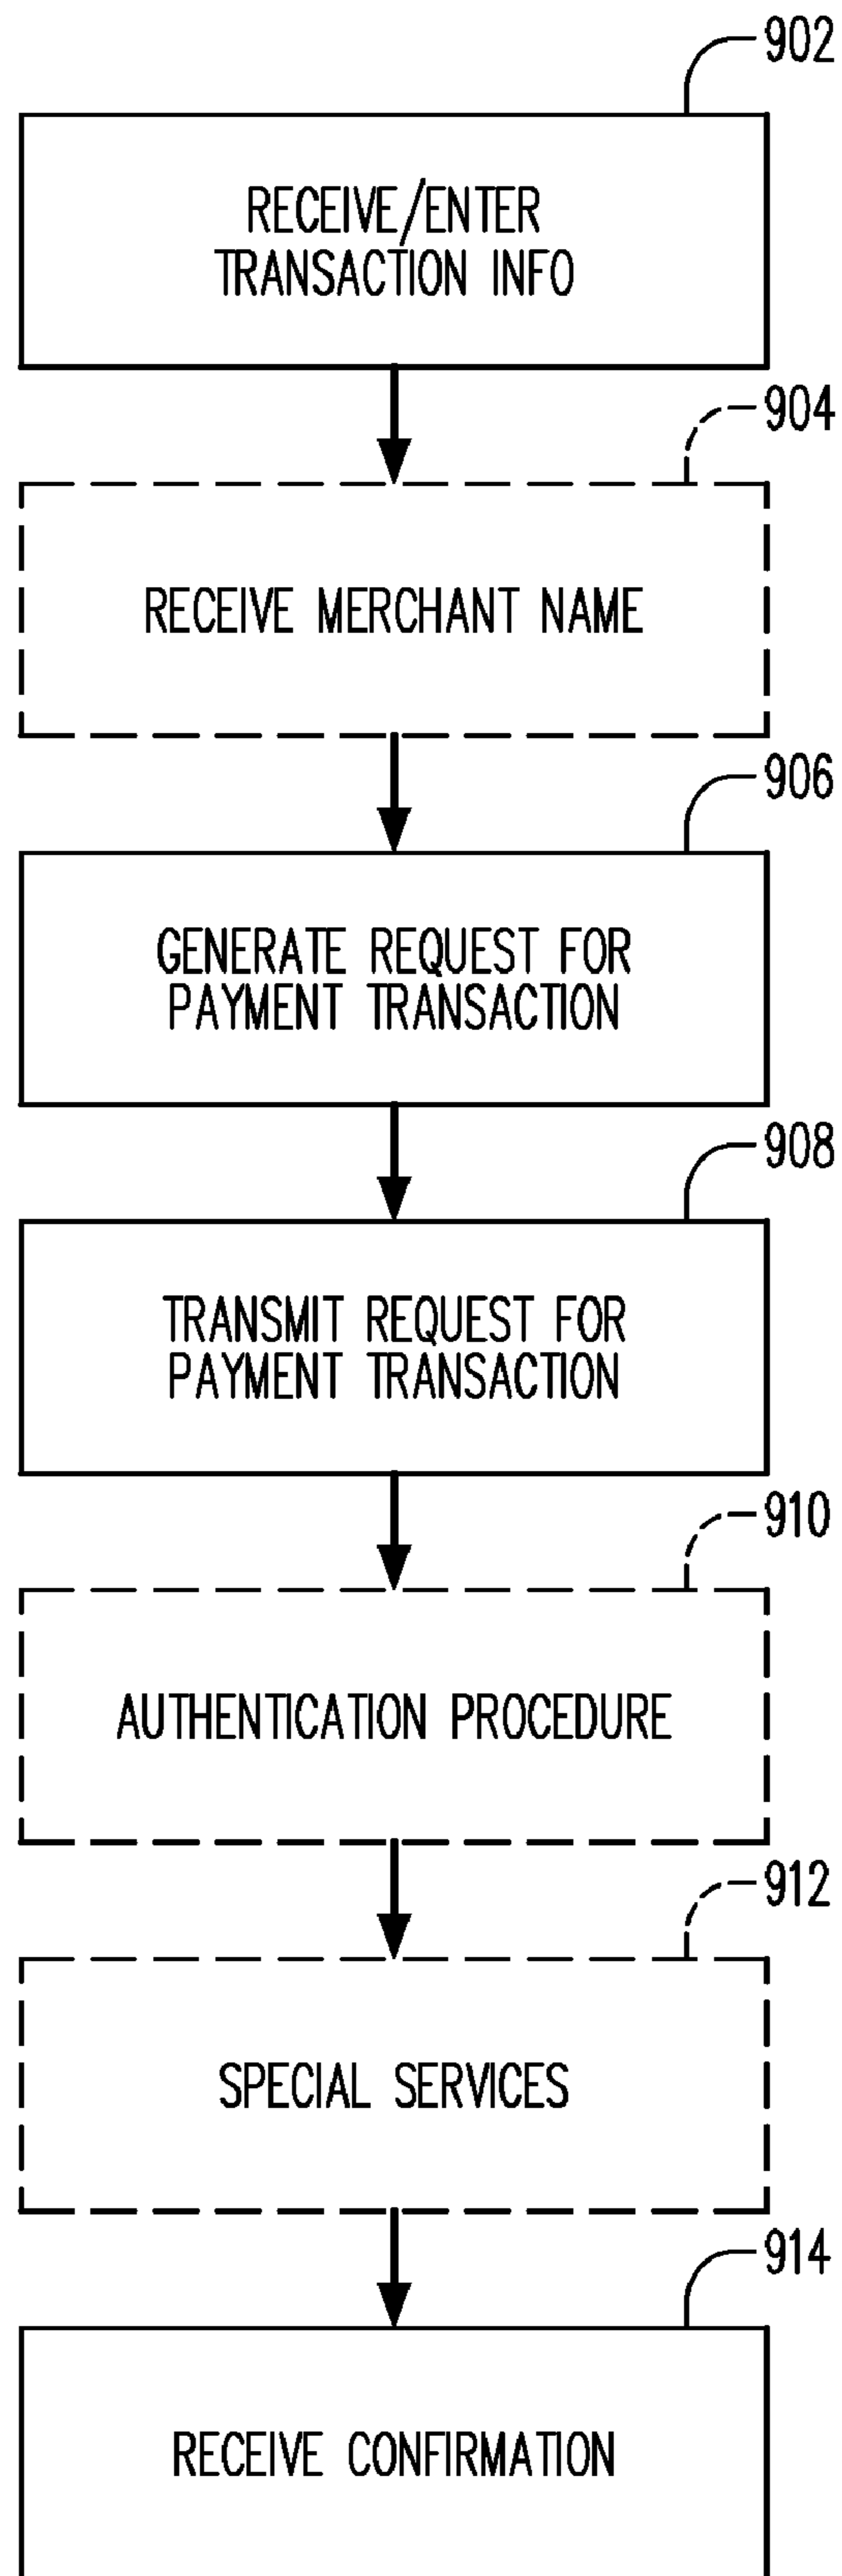 902
RECEIVE/ENTER
TRANSACTION INFO
904
RECEIVE MERCHANT NAME
906
GENERATE REQUEST FOR
PAYMENT TRANSACTION
908
TRANSMIT REQUEST FOR
PAYMENT TRANSACTION
910
AUTHENTICATION PROCEDURE
912
SPECIAL SERVICES
914
RECEIVE CONFIRMATION